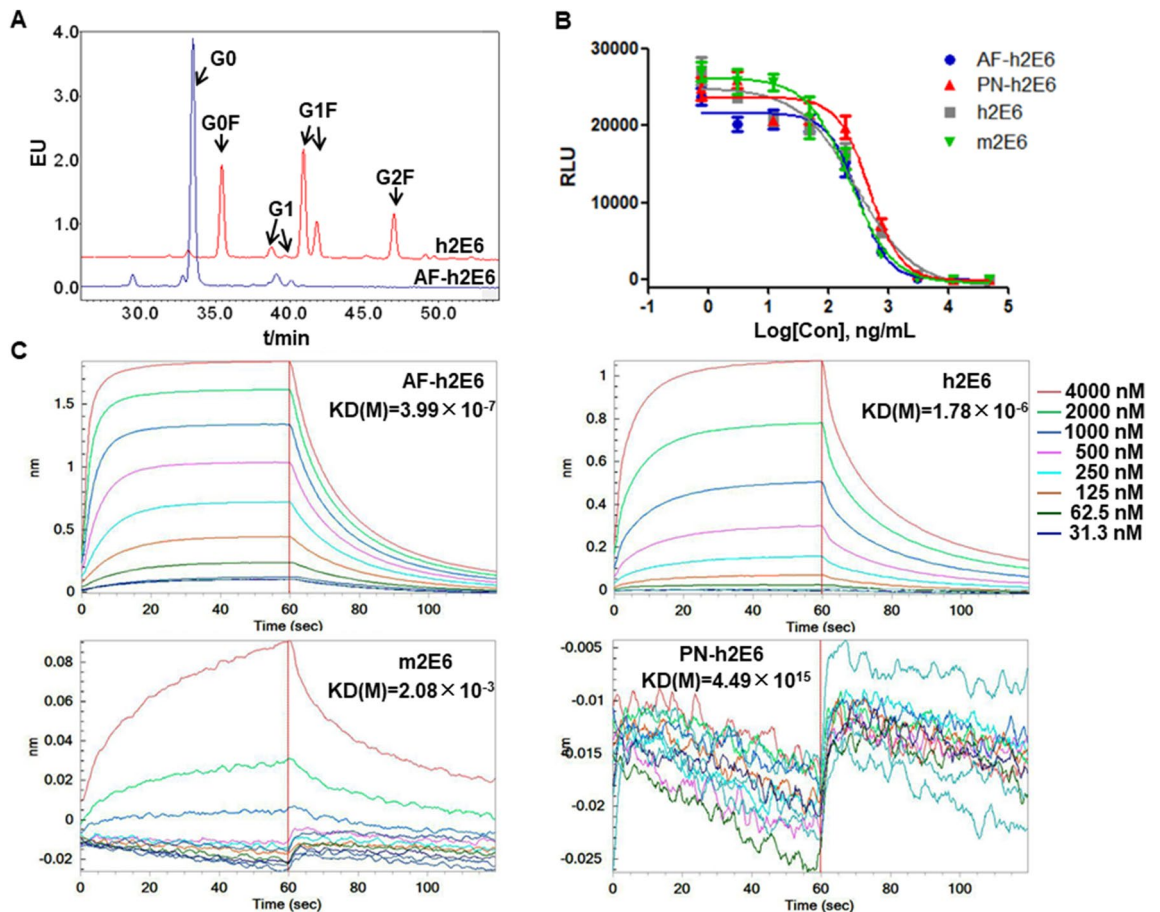 A
4.0
3.0
2.0
1.0
0.0
EU
G0
G0F
G1
G1F
G2F
h2E6
AF-h2E6
30.0 35.0 40.0 45.0 50.0
t/min
B
30000
20000
10000
0
RLU
AF-h2E6
PN-h2E6
h2E6
m2E6
-1 0 1 2 3 4 5
Log[Con], ng/mL
C
AF-h2E6
KD(M)=3.99×10⁻⁷
1.5
1
0.5
0
nm
0 20 40 60 80 100
Time (sec)
h2E6
KD(M)=1.78×10⁻⁶
1
0.8
0.6
0.4
0.2
0
nm
0 20 40 60 80 100
Time (sec)
4000 nM
2000 nM
1000 nM
500 nM
250 nM
125 nM
62.5 nM
31.3 nM
m2E6
KD(M)=2.08×10⁻³
0.08
0.06
0.04
0.02
0
-0.02
nm
0 20 40 60 80 100
Time (sec)
PN-h2E6
KD(M)=4.49×10¹⁵
-0.005
-0.01
-0.015
-0.02
-0.025
nm
0 20 40 60 80 100
Time (sec)